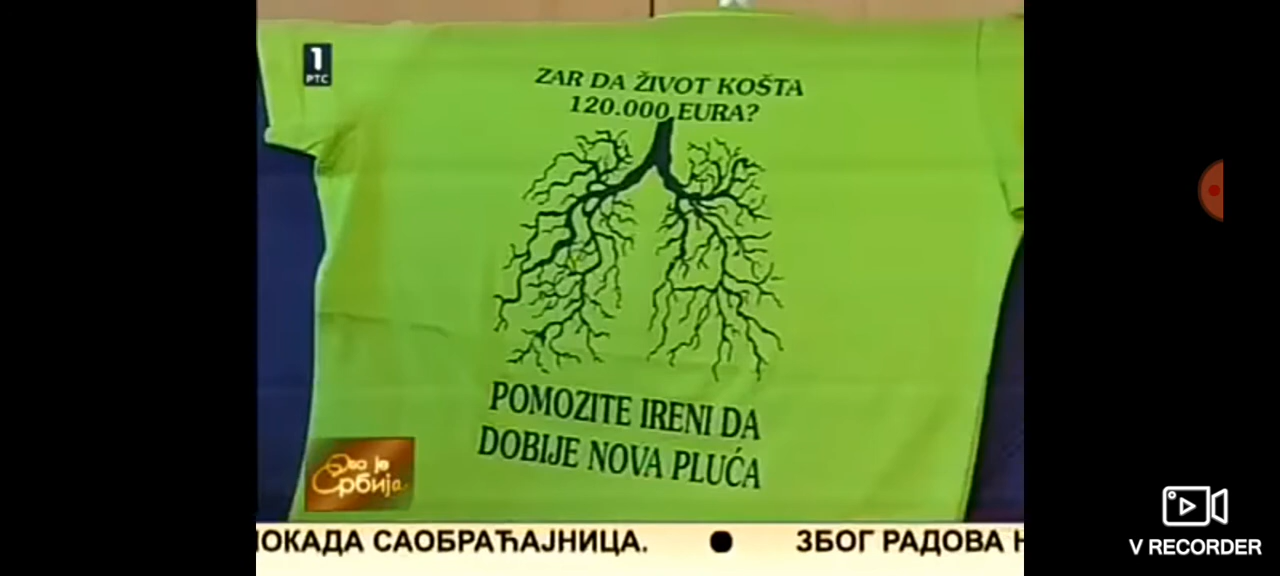 1
РТС
ZAR DA ŽIVOT KOŠTA
120.000 EURA?
POMOZITE IRENI DA
DOBIJE NOVA PLUĆA
Ово је
Србија
ОКАДА САОБРАЋАЈНИЦА. ● ЗБОГ РАДОВА Н
V RECORDER